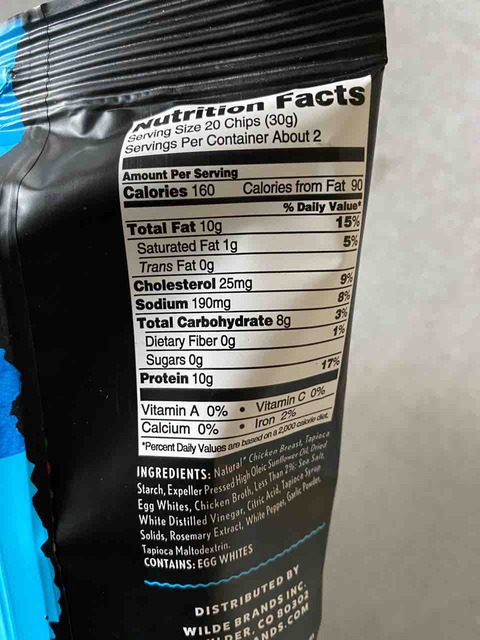 Nutrition Facts
Serving Size 20 Chips (30g)
Servings Per Container About 2
Amount Per Serving
Calories 160 Calories from Fat 90
% Daily Value*
Total Fat 10g 15%
Saturated Fat 1g 5%
Trans Fat 0g
Cholesterol 25mg 9%
Sodium 190mg 8%
Total Carbohydrate 8g 3%
Dietary Fiber 0g 1%
Sugars 0g
Protein 10g 17%
Vitamin A 0% • Vitamin C 0%
Calcium 0% • Iron 2%
*Percent Daily Values are based on a 2,000 calorie diet.
INGREDIENTS: Natural* Chicken Breast, Tapioca
Starch, Expeller Pressed High Oleic Sunflower Oil, Dried
Egg Whites, Chicken Broth, Less Than 2%: Sea Salt,
White Distilled Vinegar, Citric Acid, Tapioca Syrup
Solids, Rosemary Extract, White Pepper, Garlic Powder,
Tapioca Maltodextrin.
CONTAINS: EGG WHITES
DISTRIBUTED BY
WILDE BRANDS INC.
CO 80302